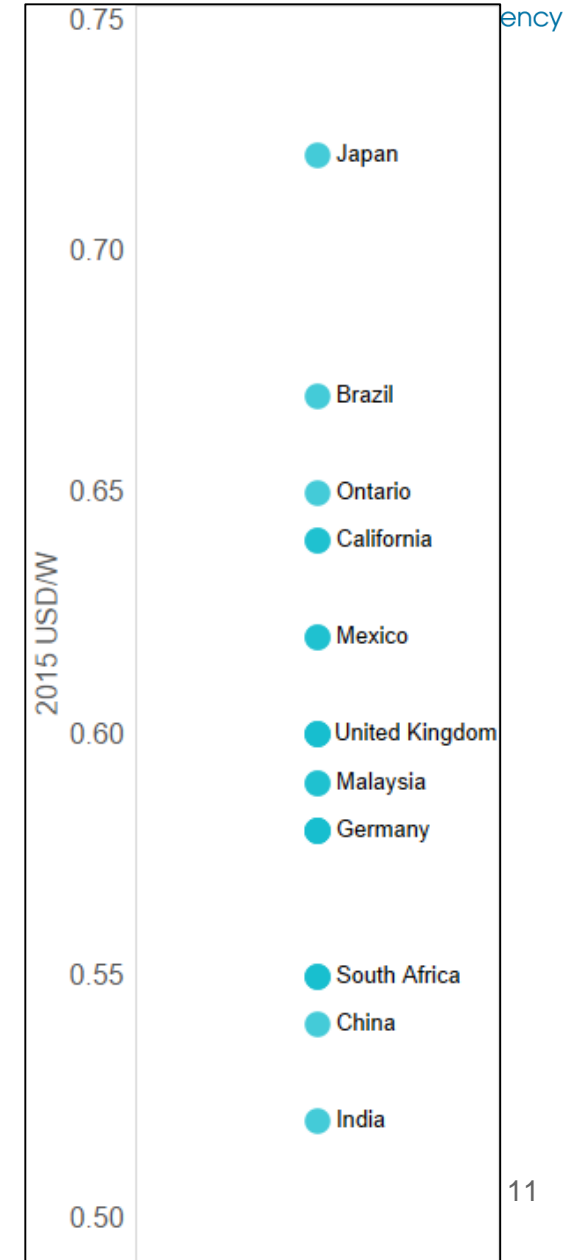 ency
0.75
Japan
0.70
Brazil
0.65
Ontario
California
2015 USD/W
Mexico
0.60
United Kingdom
Malaysia
Germany
0.55
South Africa
China
India
11
0.50